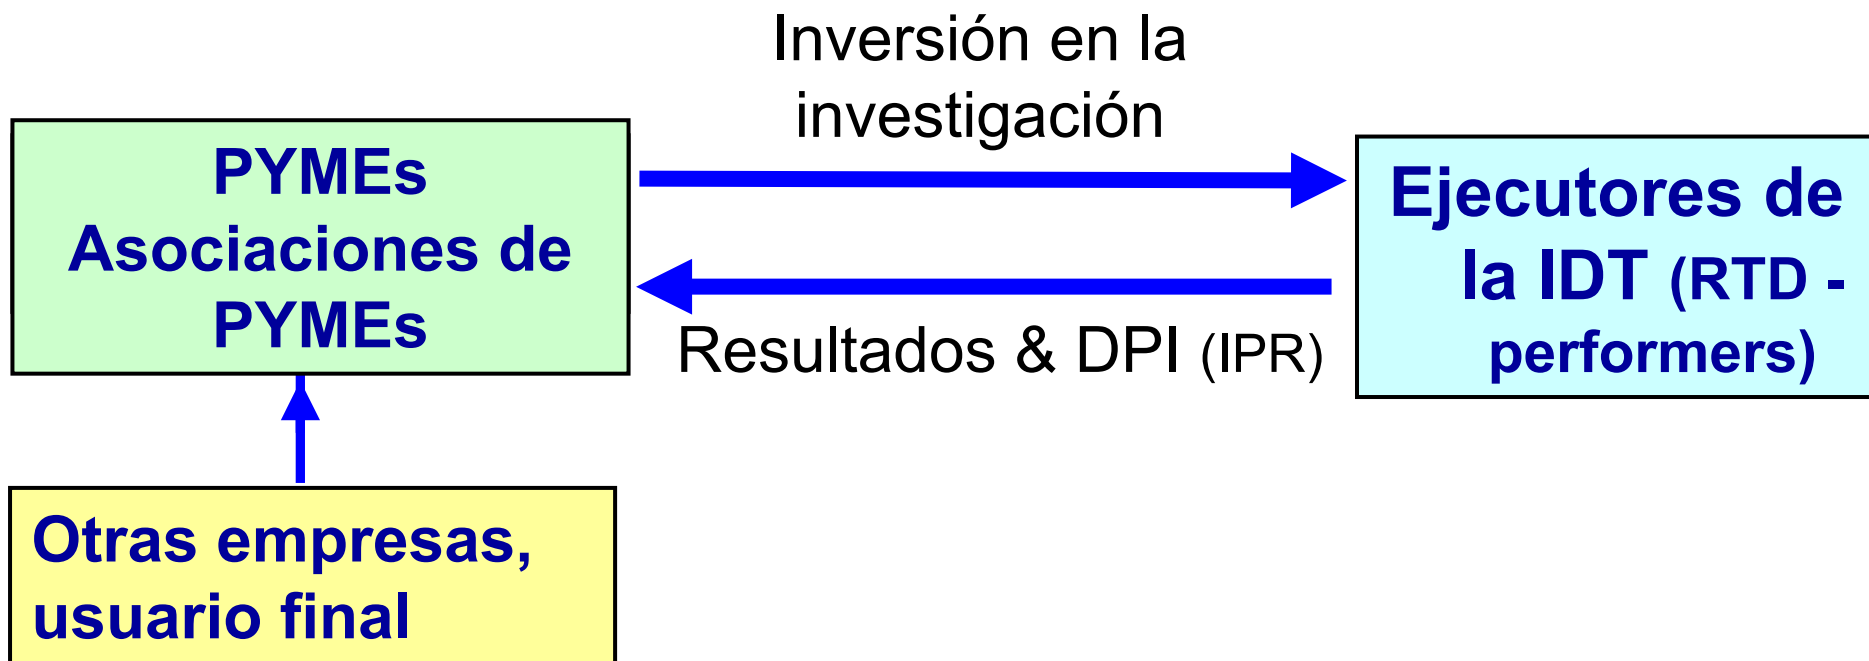 Inversión en la
investigación
PYMEs
Asociaciones de
PYMEs
Ejecutores de
la IDT (RTD -
performers)
Resultados & DPI (IPR)
Otras empresas,
usuario final